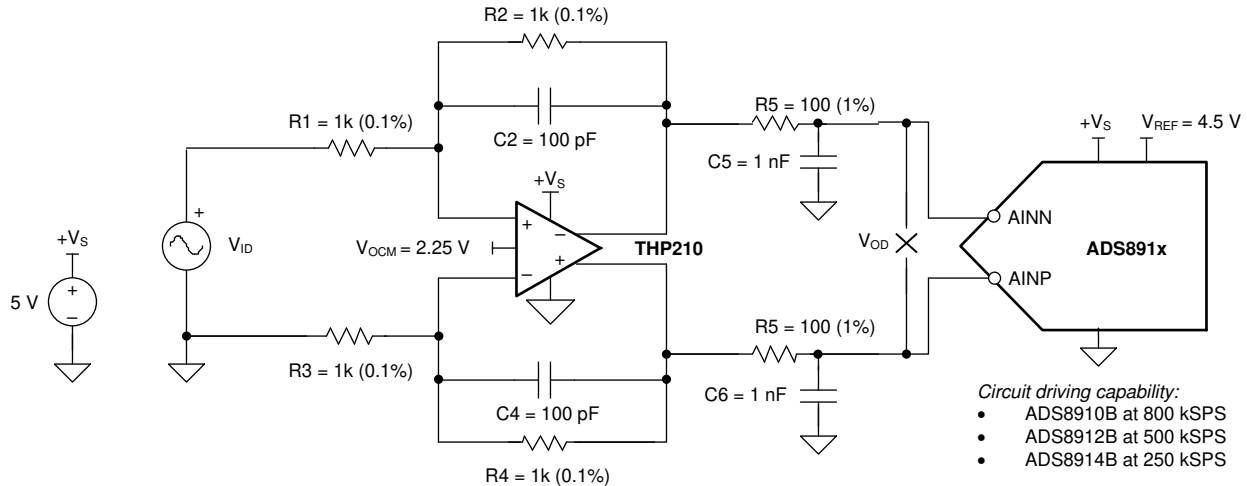 R2 = 1k (0.1%)
R1 = 1k (0.1%)
C2 = 100 pF
R5 = 100 (1%)
C5 = 1 nF
+VS
VREF = 4.5 V
+VS
+
–
VOCM = 2.25 V
+
–
THP210
+
VID
+VS
5 V
+
–
VOD
AINN
ADS891x
AINP
R3 = 1k (0.1%)
C4 = 100 pF
R4 = 1k (0.1%)
R5 = 100 (1%)
C6 = 1 nF
Circuit driving capability:
• ADS8910B at 800 kSPS
• ADS8912B at 500 kSPS
• ADS8914B at 250 kSPS